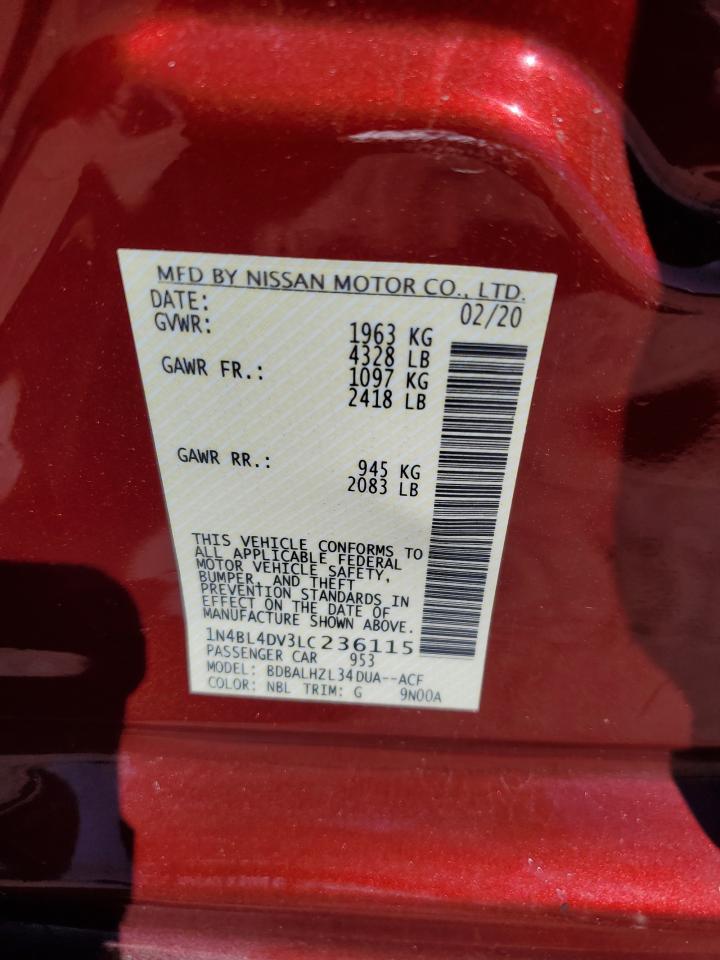 MFD BY NISSAN MOTOR CO., LTD.
DATE: 02/20
GVWR: 1963 KG
4328 LB
GAWR FR.: 1097 KG
2418 LB
GAWR RR.: 945 KG
2083 LB
THIS VEHICLE CONFORMS TO
ALL APPLICABLE FEDERAL
MOTOR VEHICLE SAFETY,
BUMPER, AND THEFT
PREVENTION STANDARDS IN
EFFECT ON THE DATE OF
MANUFACTURE SHOWN ABOVE.
1N4BL4DV3LC236115
PASSENGER CAR 953
MODEL: BDBALHZL34DUA--ACF
COLOR: NBL TRIM: G 9N00A